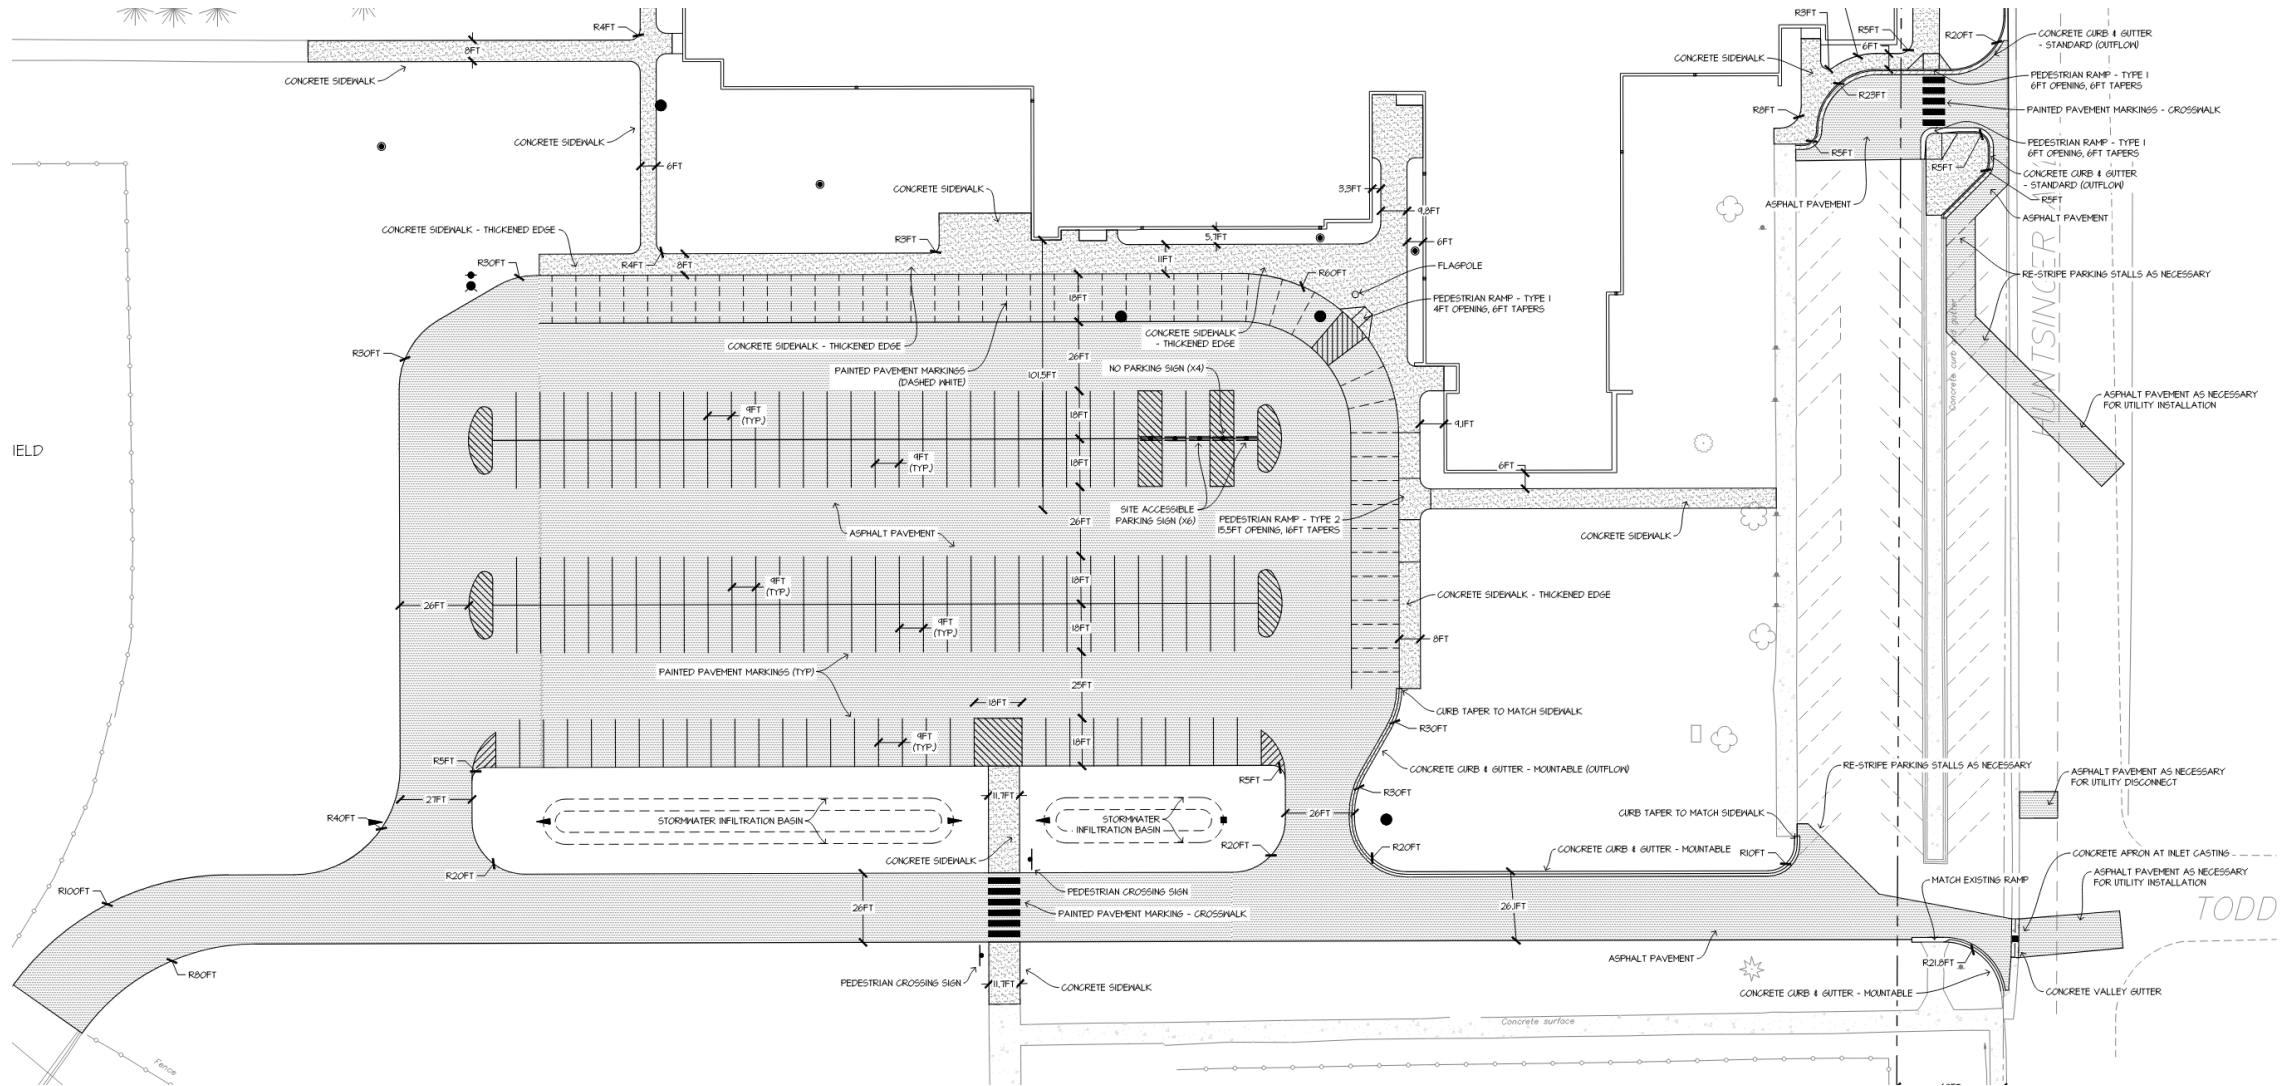 R4FT
8FT
CONCRETE SIDEWALK
CONCRETE SIDEWALK
6FT
CONCRETE SIDEWALK
CONCRETE SIDEWALK - THICKENED EDGE
R3FT
R4FT
8FT
R30FT
R30FT
3.3FT
9.8FT
5.7FT
11FT
6FT
FLAGPOLE
R60FT
PEDESTRIAN RAMP - TYPE 1
4FT OPENING, 6FT TAPERS
18FT
CONCRETE SIDEWALK
- THICKENED EDGE
CONCRETE SIDEWALK - THICKENED EDGE
26FT
101.5FT
NO PARKING SIGN (X4)
PAINTED PAVEMENT MARKINGS
(DASHED WHITE)
9FT
(TYP.)
18FT
9.1FT
9FT
(TYP.)
18FT
IELD
6FT
SITE ACCESSIBLE
PARKING SIGN (X6)
PEDESTRIAN RAMP - TYPE 2
15.5FT OPENING, 16FT TAPERS
26FT
ASPHALT PAVEMENT
CONCRETE SIDEWALK
9FT
(TYP.)
18FT
CONCRETE SIDEWALK - THICKENED EDGE
26FT
9FT
(TYP.)
18FT
8FT
PAINTED PAVEMENT MARKINGS (TYP)
25FT
18FT
CURB TAPER TO MATCH SIDEWALK
R30FT
9FT
(TYP.)
18FT
R5FT
R5FT
CONCRETE CURB & GUTTER - MOUNTABLE (OUTFLOW)
27FT
11.7FT
R30FT
26FT
R40FT
STORMWATER INFILTRATION BASIN
STORMWATER
INFILTRATION BASIN
R20FT
R20FT
CONCRETE SIDEWALK
R20FT
CONCRETE CURB & GUTTER - MOUNTABLE
R10FT
R100FT
26FT
PEDESTRIAN CROSSING SIGN
PAINTED PAVEMENT MARKING - CROSSWALK
26.1FT
R80FT
PEDESTRIAN CROSSING SIGN
11.7FT
CONCRETE SIDEWALK
ASPHALT PAVEMENT
CONCRETE CURB & GUTTER - MOUNTABLE
Concrete surface
Fence
R3FT
R5FT
6FT
R20FT
CONCRETE CURB & GUTTER
- STANDARD (OUTFLOW)
CONCRETE SIDEWALK
PEDESTRIAN RAMP - TYPE 1
6FT OPENING, 6FT TAPERS
R23FT
R8FT
PAINTED PAVEMENT MARKINGS - CROSSWALK
R5FT
PEDESTRIAN RAMP - TYPE 1
6FT OPENING, 6FT TAPERS
R5FT
CONCRETE CURB & GUTTER
- STANDARD (OUTFLOW)
R5FT
ASPHALT PAVEMENT
ASPHALT PAVEMENT
RE-STRIPE PARKING STALLS AS NECESSARY
HUNTSINGER
ASPHALT PAVEMENT AS NECESSARY
FOR UTILITY INSTALLATION
RE-STRIPE PARKING STALLS AS NECESSARY
ASPHALT PAVEMENT AS NECESSARY
FOR UTILITY DISCONNECT
CURB TAPER TO MATCH SIDEWALK
CONCRETE APRON AT INLET CASTING
MATCH EXISTING RAMP
ASPHALT PAVEMENT AS NECESSARY
FOR UTILITY INSTALLATION
TODD
R21.8FT
CONCRETE VALLEY GUTTER